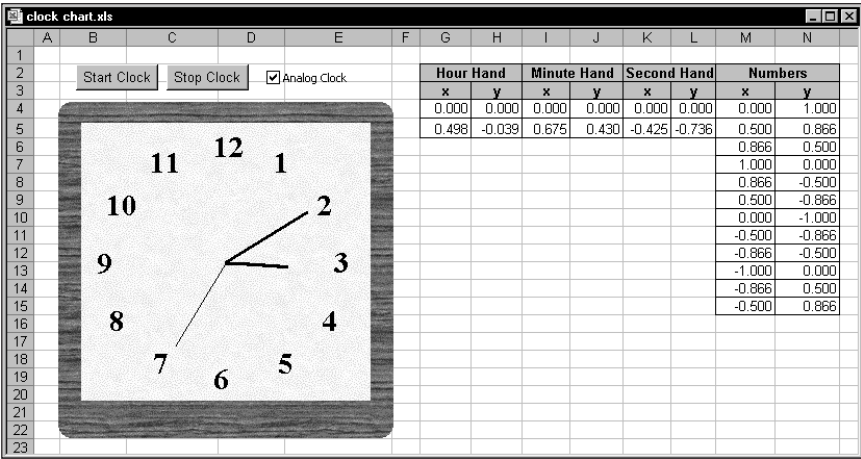 clock chart.xls
A B C D E F G H I J K L M N
1
2 Start Clock Stop Clock Analog Clock Hour Hand Minute Hand Second Hand Numbers
3 x y x y x y x y
4 0.000 0.000 0.000 0.000 0.000 0.000 0.000 1.000
5 0.498 -0.039 0.675 0.430 -0.425 -0.736 0.500 0.866
6 0.866 0.500
7 1.000 0.000
8 0.866 -0.500
9 0.500 -0.866
10 0.000 -1.000
11 -0.500 -0.866
12 -0.866 -0.500
13 -1.000 0.000
14 -0.866 0.500
15 -0.500 0.866
16
17
18
19
20
21
22
23
12
11 1
10 2
9 3
8 4
7 5
6